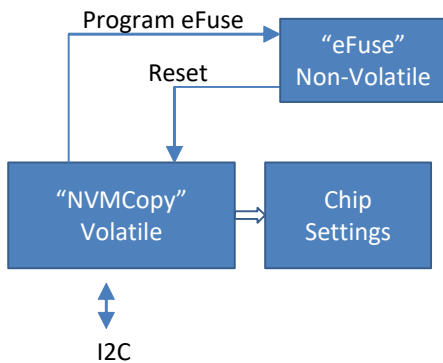 Program eFuse
“eFuse”
Non-Volatile
Reset
“NVMCopy”
Volatile
Chip
Settings
I2C